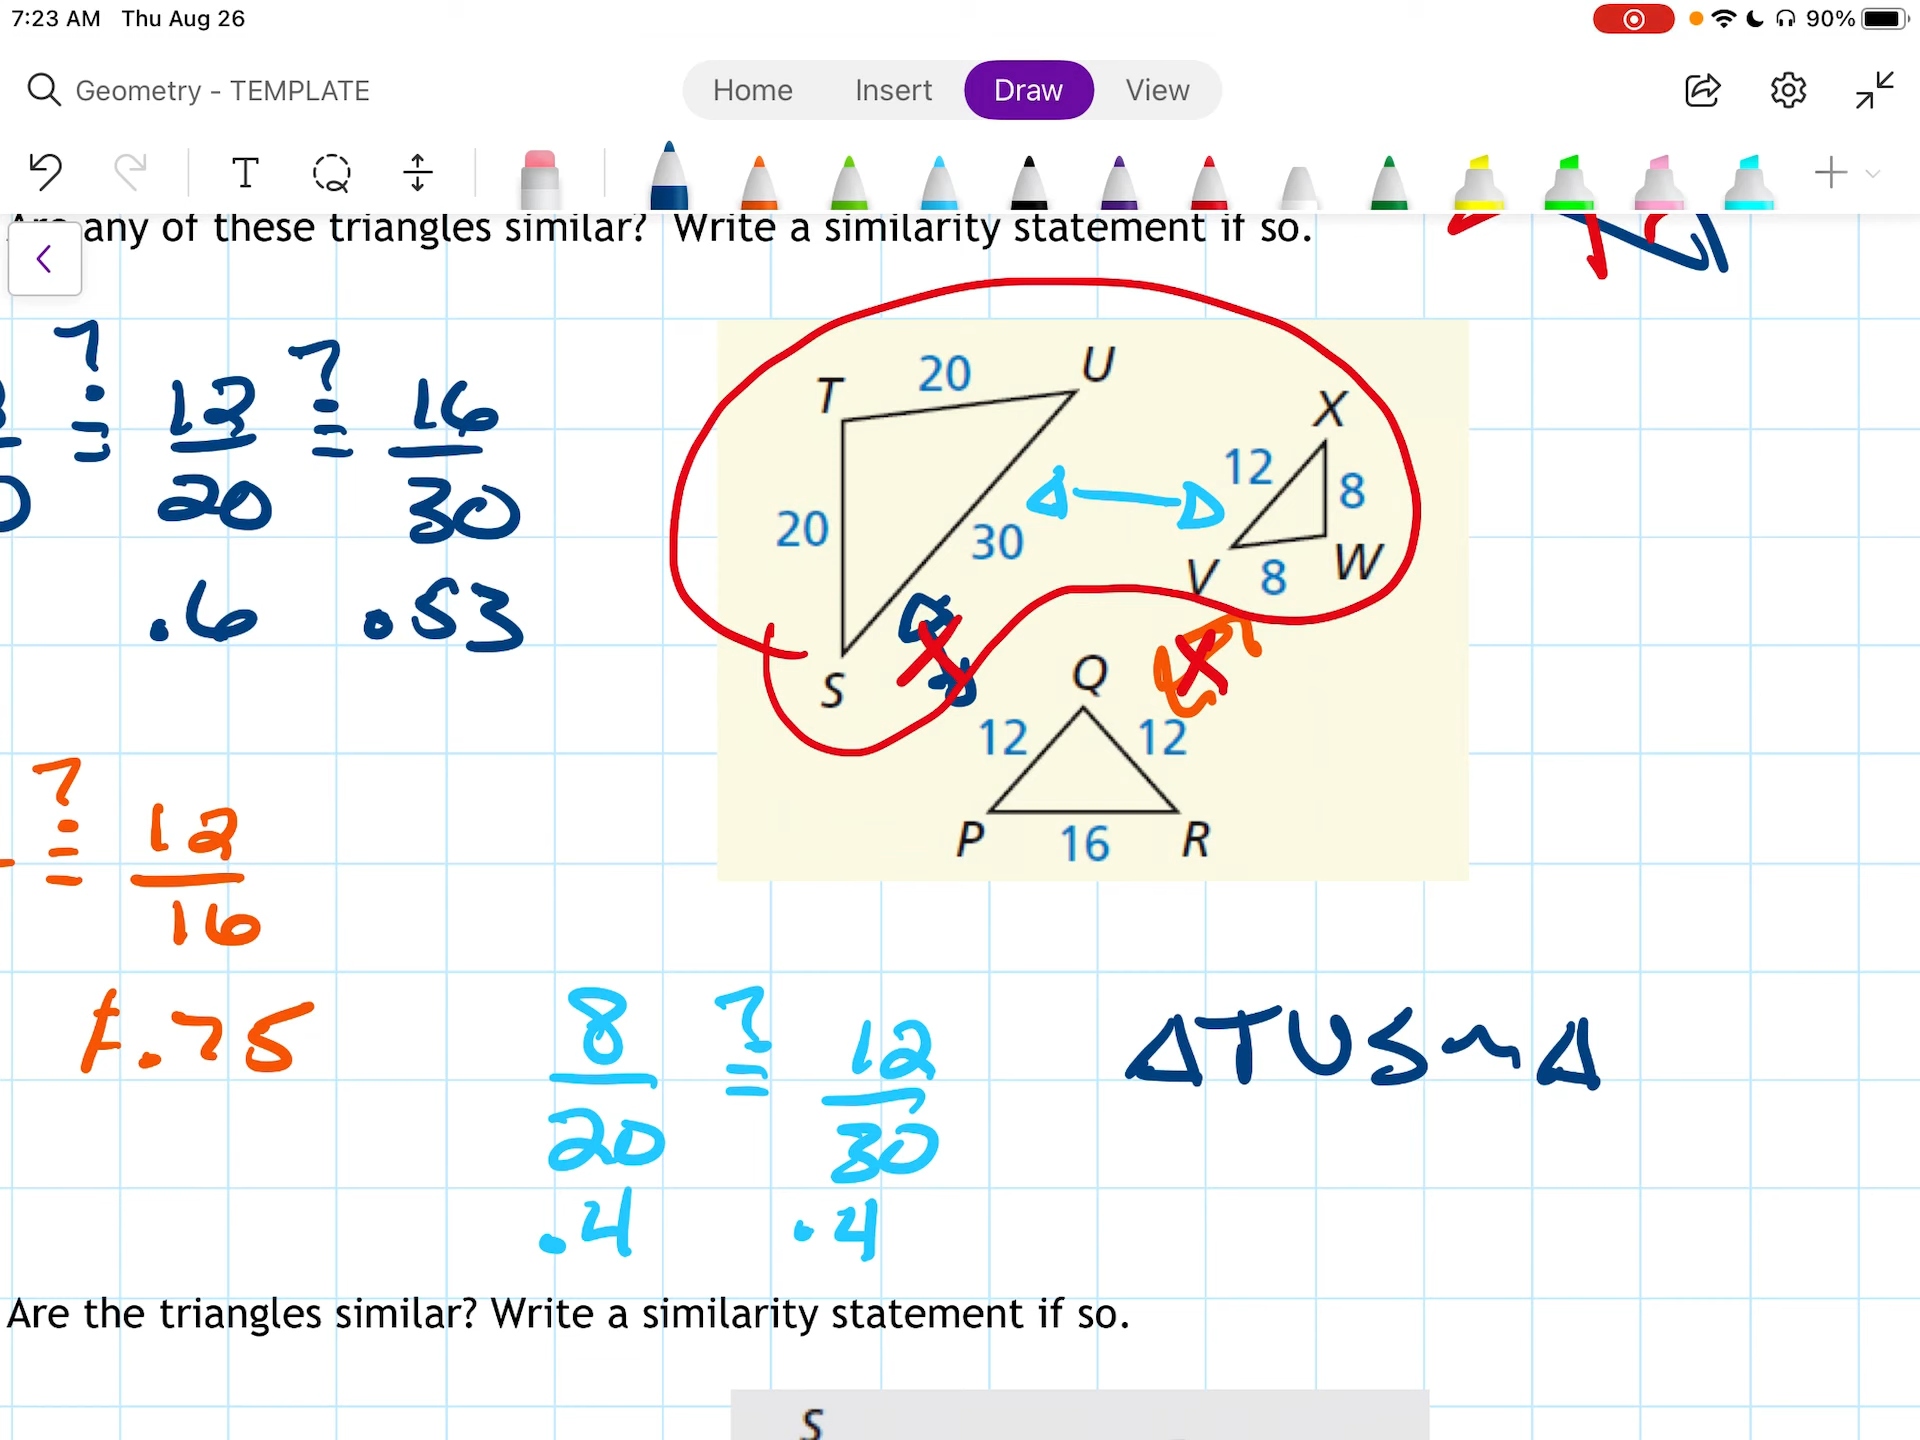 7:23 AM Thu Aug 26 90%
Geometry - TEMPLATE Home Insert Draw View
T
Are any of these triangles similar? Write a similarity statement if so.
? = 12/20 ? = 16/30
.6 .53
T 20 U
20 30
S
X
12 8
V 8 W
Q
12 12
P 16 R
? = 12/16
≠ .75
8/20 ? = 12/30
.4 .4
ΔTUS ~ Δ
Are the triangles similar? Write a similarity statement if so.
S